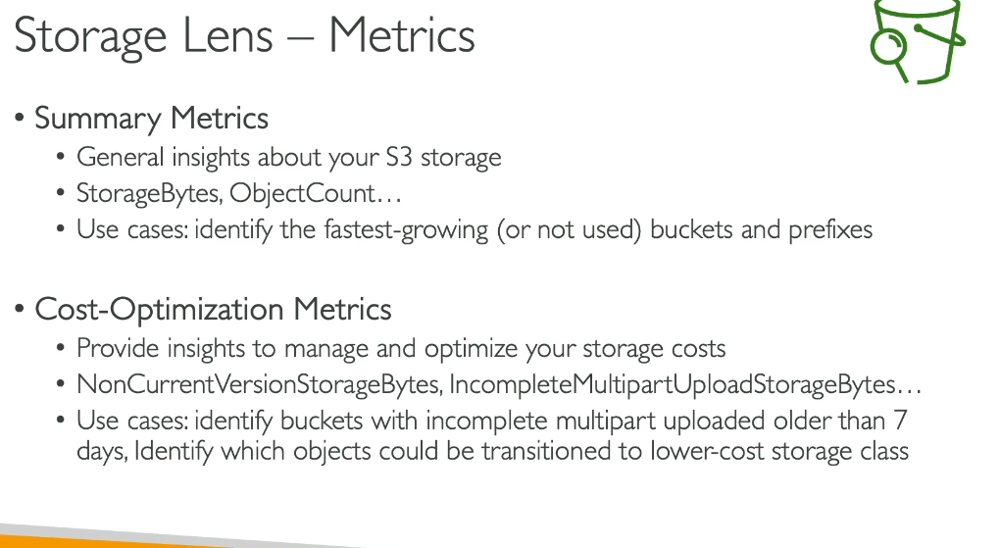 Storage Lens – Metrics
• Summary Metrics
• General insights about your S3 storage
• StorageBytes, ObjectCount…
• Use cases: identify the fastest-growing (or not used) buckets and prefixes
• Cost-Optimization Metrics
• Provide insights to manage and optimize your storage costs
• NonCurrentVersionStorageBytes, IncompleteMultipartUploadStorageBytes…
• Use cases: identify buckets with incomplete multipart uploaded older than 7
days, Identify which objects could be transitioned to lower-cost storage class